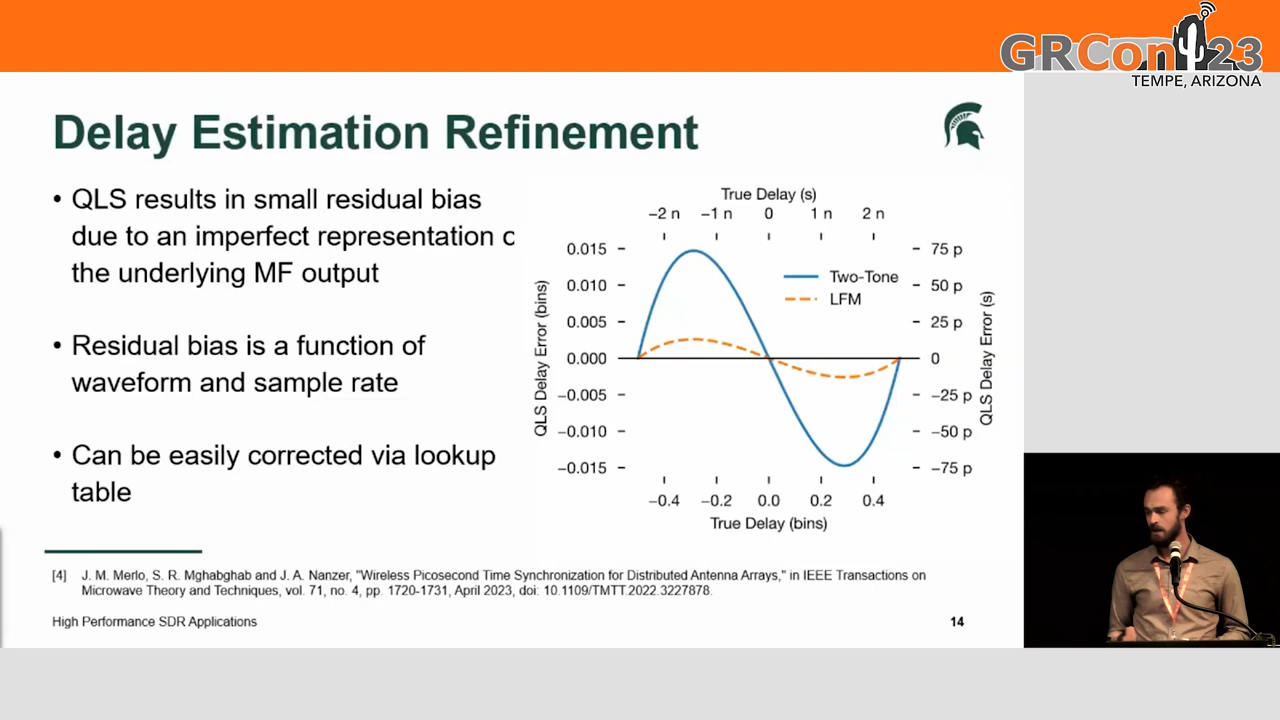 GRCon 23
TEMPE, ARIZONA
Delay Estimation Refinement
• QLS results in small residual bias
due to an imperfect representation
the underlying MF output
• Residual bias is a function of
waveform and sample rate
• Can be easily corrected via lookup
table
True Delay (s)
−2 n −1 n 0 1 n 2 n
QLS Delay Error (bins)
0.015
0.010
0.005
0.000
−0.005
−0.010
−0.015
Two-Tone
LFM
75 p
50 p
25 p
0
−25 p
−50 p
−75 p
QLS Delay Error (s)
−0.4 −0.2 0.0 0.2 0.4
True Delay (bins)
[4] J. M. Merlo, S. R. Mghabghab and J. A. Nanzer, "Wireless Picosecond Time Synchronization for Distributed Antenna Arrays," in IEEE Transactions on
Microwave Theory and Techniques, vol. 71, no. 4, pp. 1720-1731, April 2023, doi: 10.1109/TMTT.2022.3227878.
High Performance SDR Applications 14